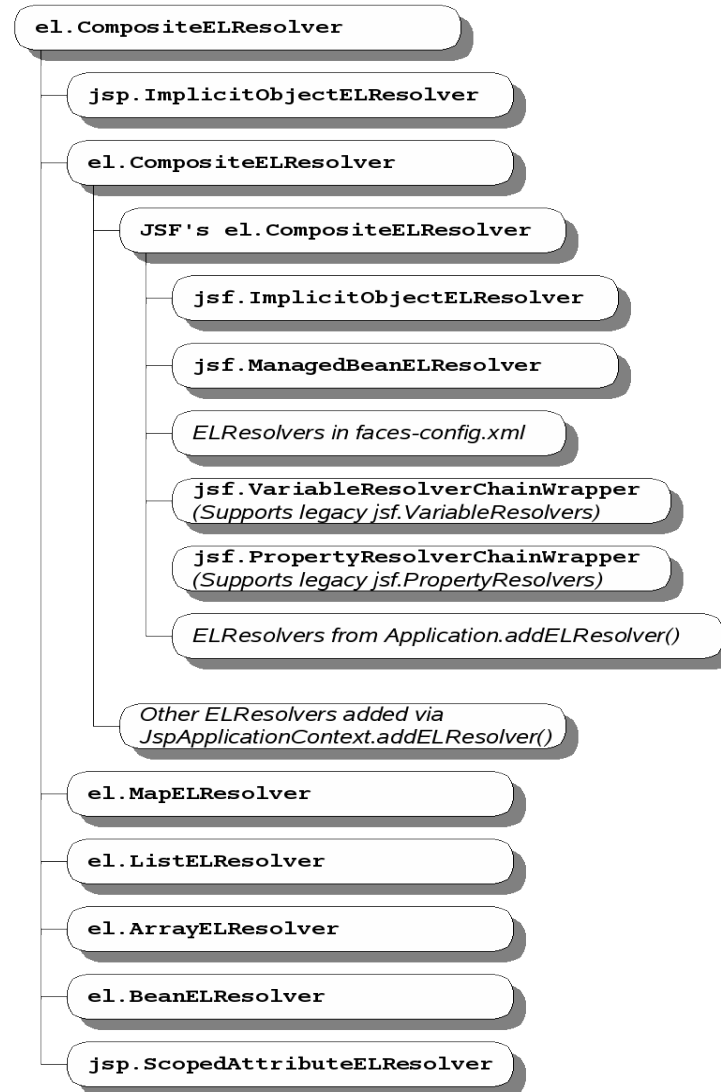 el.CompositeELResolver
jsp.ImplicitObjectELResolver
el.CompositeELResolver
JSF's el.CompositeELResolver
jsf.ImplicitObjectELResolver
jsf.ManagedBeanELResolver
ELResolvers in faces-config.xml
jsf.VariableResolverChainWrapper
(Supports legacy jsf.VariableResolvers)
jsf.PropertyResolverChainWrapper
(Supports legacy jsf.PropertyResolvers)
ELResolvers from Application.addELResolver()
Other ELResolvers added via
JspApplicationContext.addELResolver()
el.MapELResolver
el.ListELResolver
el.ArrayELResolver
el.BeanELResolver
jsp.ScopedAttributeELResolver